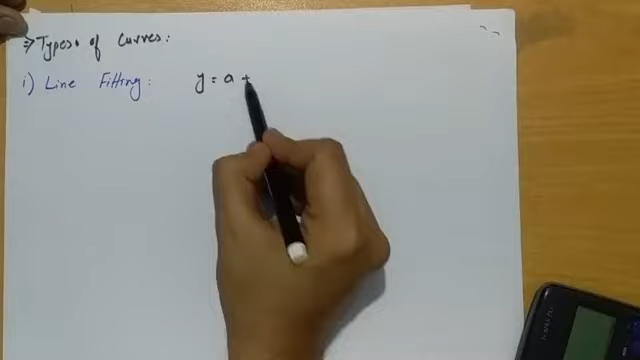 ⇒ Types of Curves:
i) Line Fitting: y = a +